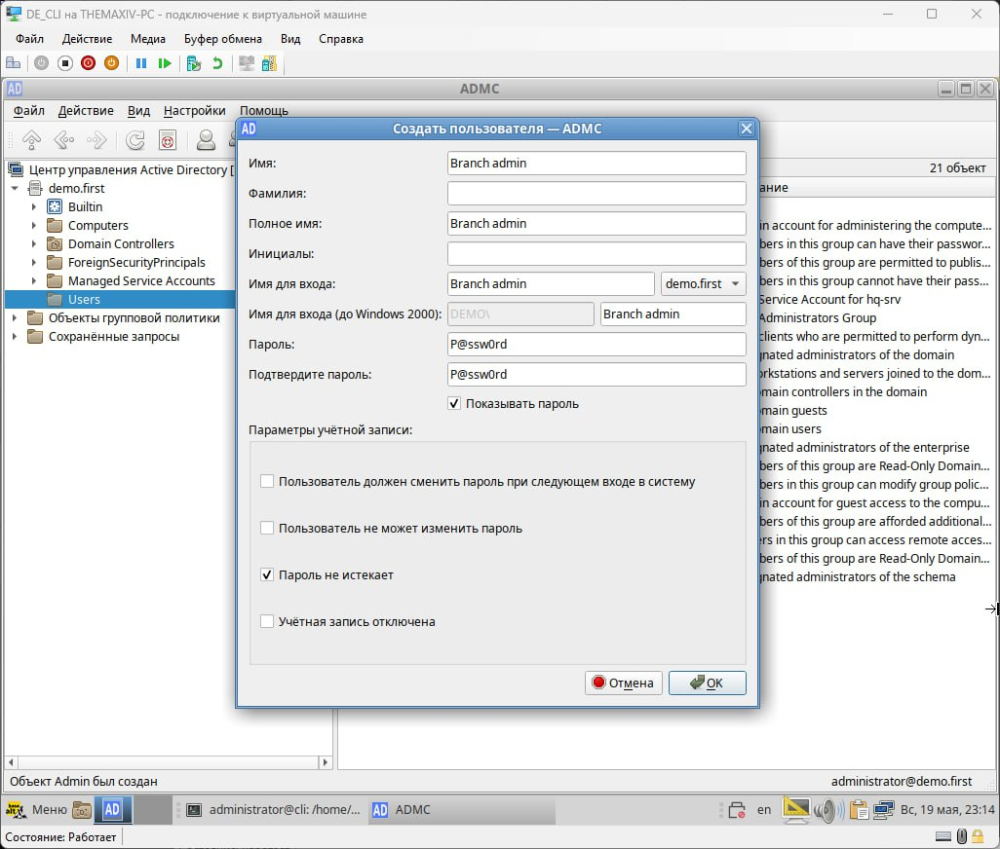 DE_CLI на THEMAXIV-PC - подключение к виртуальной машине
Файл Действие Медиа Буфер обмена Вид Справка
AD ADMC
Файл Действие Вид Настройки Помощь
AD Создать пользователя — ADMC
Центр управления Active Directory [
demo.first
Builtin
Computers
Domain Controllers
ForeignSecurityPrincipals
Managed Service Accounts
Users
Объекты групповой политики
Сохранённые запросы
Имя: Branch admin
Фамилия:
Полное имя: Branch admin
Инициалы:
Имя для входа: Branch admin demo.first
Имя для входа (до Windows 2000): DEMO\ Branch admin
Пароль: P@ssw0rd
Подтвердите пароль: P@ssw0rd
Показывать пароль
Параметры учётной записи:
Пользователь должен сменить пароль при следующем входе в систему
Пользователь не может изменить пароль
Пароль не истекает
Учётная запись отключена
Отмена OK
21 объект
ание
in account for administering the compute...
bers in this group can have their passwor...
bers of this group are permitted to publis...
bers in this group cannot have their pass...
Service Account for hq-srv
Administrators Group
clients who are permitted to perform dyn...
gnated administrators of the domain
orkstations and servers joined to the dom...
main controllers in the domain
main guests
main users
gnated administrators of the enterprise
bers of this group are Read-Only Domain...
bers in this group can modify group polic...
in account for guest access to the compu...
bers of this group are afforded additional...
ers in this group can access remote acces...
bers of this group are Read-Only Domain...
gnated administrators of the schema
Объект Admin был создан administrator@demo.first
alt Меню AD administrator@cli: /home/... AD ADMC en Вс, 19 мая, 23:14
Состояние: Работает